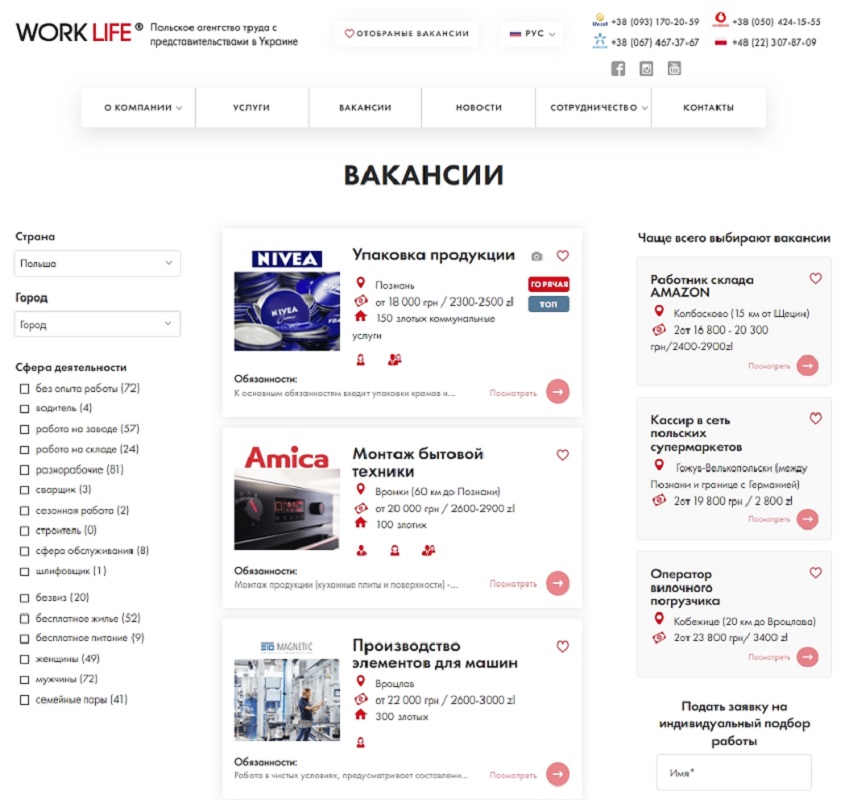 WORK LIFE ®
Польское агентство труда с
представительствами в Украине
ОТОБРАНЫЕ ВАКАНСИИ
РУС
+38 (093) 170-20-59
+38 (050) 424-15-55
+38 (067) 467-37-67
+48 (22) 307-87-09
О КОМПАНИИ
УСЛУГИ
ВАКАНСИИ
НОВОСТИ
СОТРУДНИЧЕСТВО
КОНТАКТЫ
ВАКАНСИИ
Страна
Польша
Город
Город
Сфера деятельности
без опыта работы (72)
водитель (4)
работа на заводе (57)
работа на складе (24)
разнорабочие (81)
сварщик (3)
сезонная работа (2)
строитель (0)
сфера обслуживания (8)
шлифовщик (1)
безвиз (20)
бесплатное жилье (52)
бесплатное питание (9)
женщины (49)
мужчины (72)
семейные пары (41)
NIVEA
NIVEA
Упаковка продукции
Познань
ГОРЯЧАЯ
от 18 000 грн / 2300-2500 zl
ТОП
150 злотых коммунальные
услуги
Обязанности:
К основным обязанностям входит упаковки кремов и...
Посмотреть
Amica
Монтаж бытовой
техники
Вронки (60 км до Познани)
от 20 000 грн / 2600-2900 zl
100 злотих
Обязанности:
Монтаж продукции (кухонные плиты и поверхности) -...
Посмотреть
MAGNETIC
Производство
элементов для машин
Вроцлав
от 22 000 грн / 2600-3000 zl
300 злотых
Обязанности:
Работа в чистых условиях, предусматривает составлени...
Посмотреть
Чаще всего выбирают вакансии
Работник склада
AMAZON
Колбасково (15 км от Щецин)
2от 16 800 - 20 300
грн/2400-2900zl
Посмотреть
Кассир в сеть
польских
супермаркетов
Гожув-Велькопольски (между
Познани и границе с Германией)
2от 19 800 грн / 2 800 zl
Посмотреть
Оператор
вилочного
погрузчика
Кобежице (20 км до Вроцлава)
2от 23 800 грн/ 3400 zl
Посмотреть
Подать заявку на
индивидуальный подбор
работы
Имя*